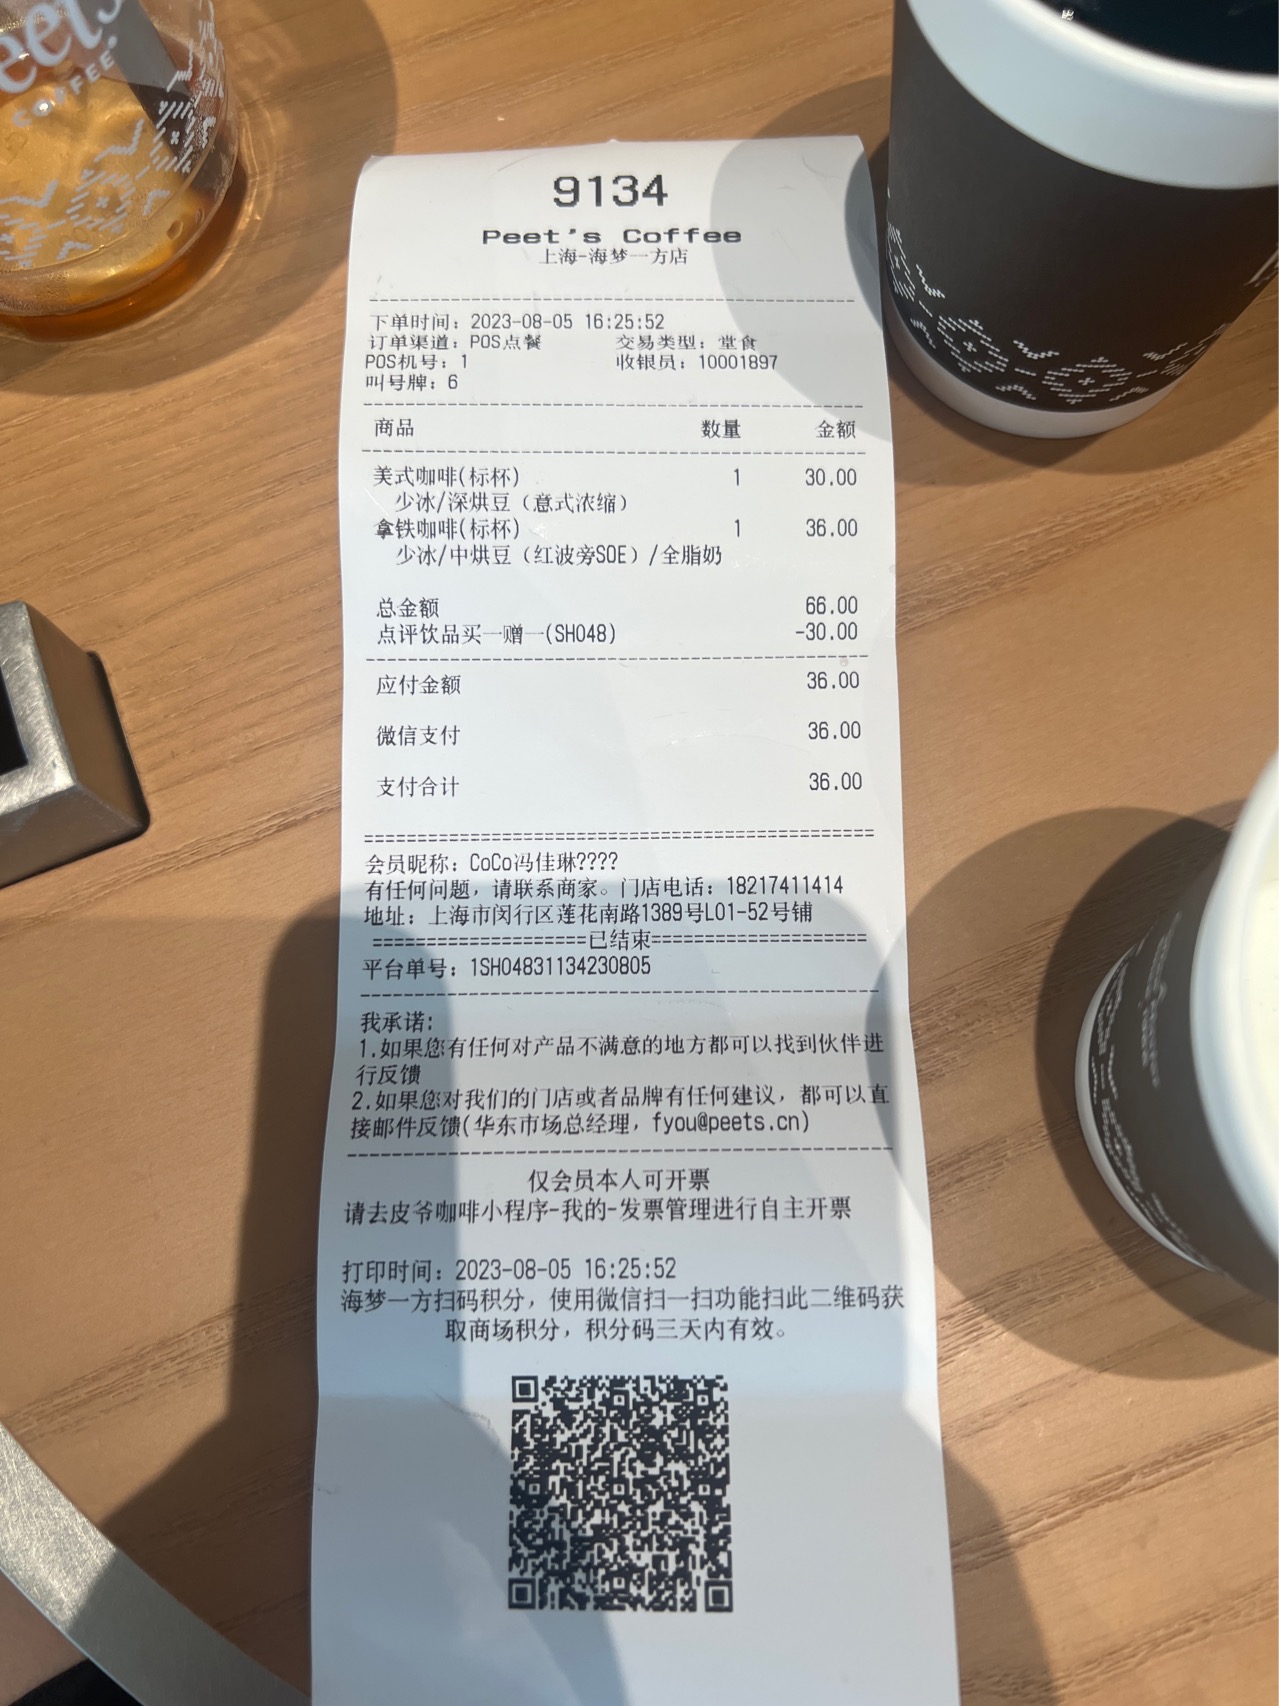 eet's
COFFEE
9134
Peet's Coffee
上海-海梦一方店
下单时间：2023-08-05 16:25:52
订单渠道：POS点餐 交易类型：堂食
POS机号：1 收银员：10001897
叫号牌：6
商品 数量 金额
美式咖啡(标杯) 1 30.00
少冰/深烘豆（意式浓缩）
拿铁咖啡(标杯) 1 36.00
少冰/中烘豆（红波旁SOE）/全脂奶
总金额 66.00
点评饮品买一赠一(SH048) -30.00
应付金额 36.00
微信支付 36.00
支付合计 36.00
会员昵称：CoCo冯佳琳????
有任何问题，请联系商家。门店电话：18217411414
地址：上海市闵行区莲花南路1389号L01-52号铺
====================已结束====================
平台单号：1SH04831134230805
我承诺:
1.如果您有任何对产品不满意的地方都可以找到伙伴进
行反馈
2.如果您对我们的门店或者品牌有任何建议，都可以直
接邮件反馈(华东市场总经理，fyou@peets.cn)
仅会员本人可开票
请去皮爷咖啡小程序-我的-发票管理进行自主开票
打印时间：2023-08-05 16:25:52
海梦一方扫码积分，使用微信扫一扫功能扫此二维码获
取商场积分，积分码三天内有效。